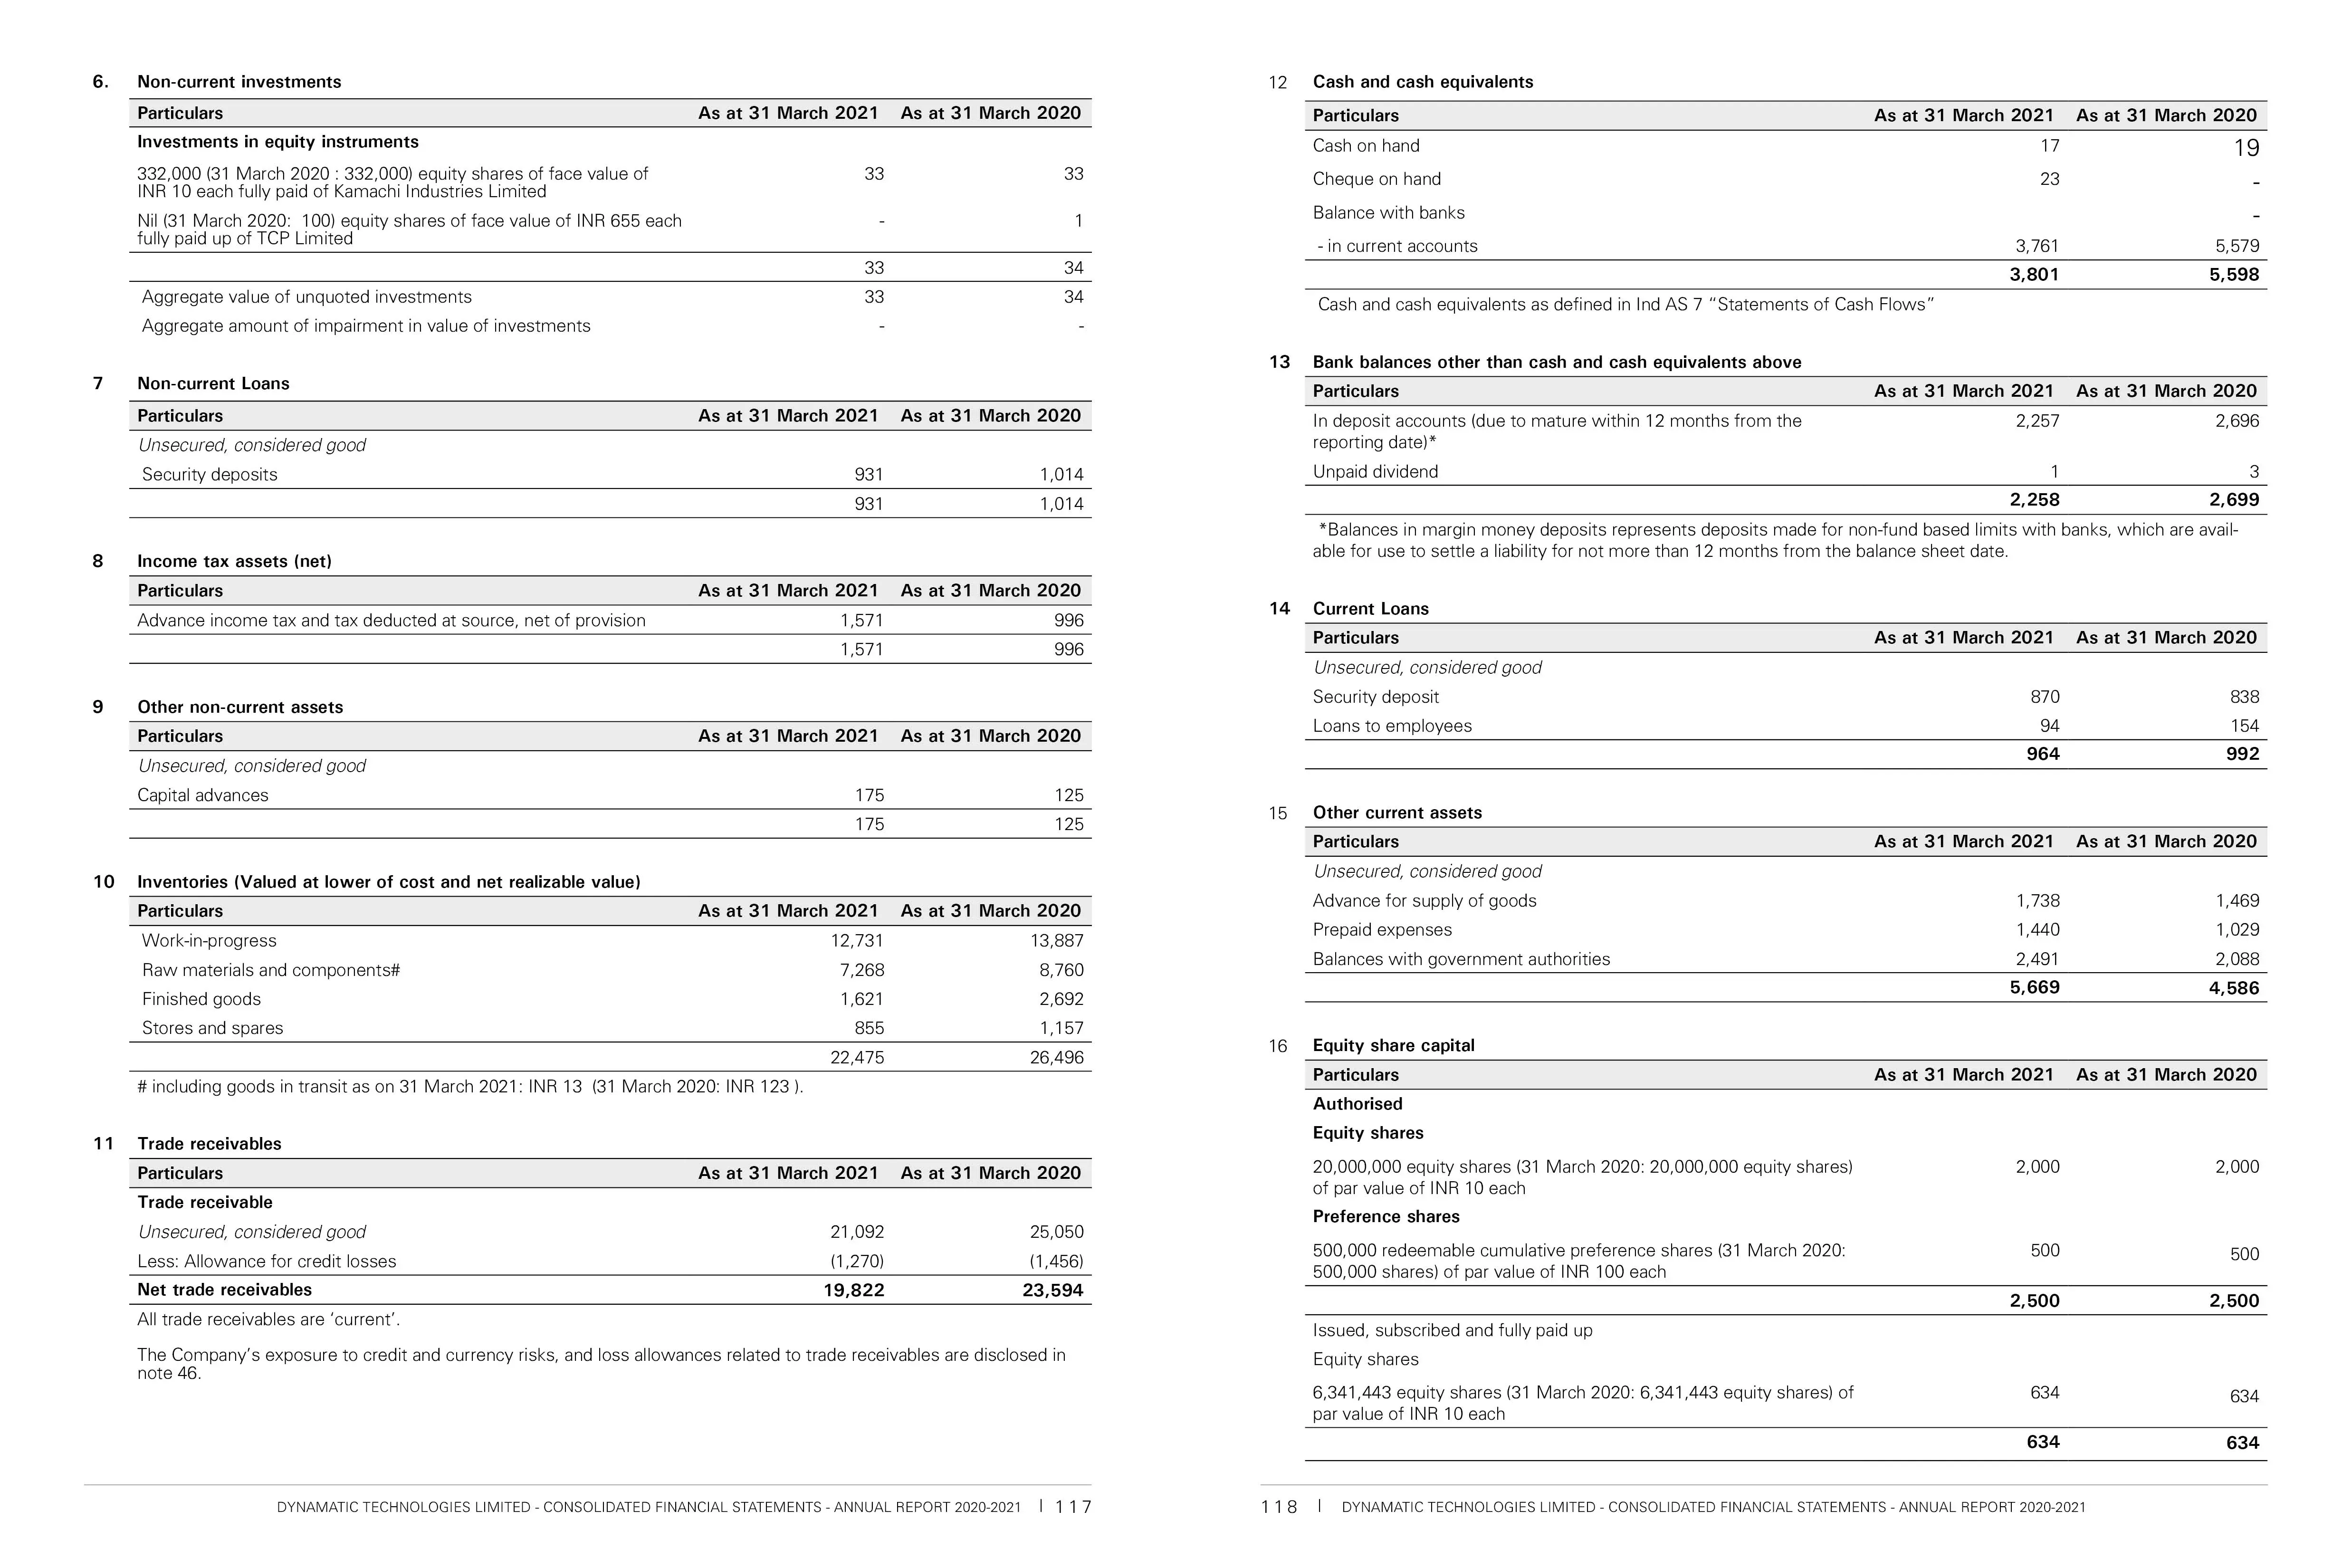 6. Non-current investments
Particulars As at 31 March 2021 As at 31 March 2020
Investments in equity instruments
332,000 (31 March 2020 : 332,000) equity shares of face value of 33 33
INR 10 each fully paid of Kamachi Industries Limited
Nil (31 March 2020: 100) equity shares of face value of INR 655 each - 1
fully paid up of TCP Limited
33 34
Aggregate value of unquoted investments 33 34
Aggregate amount of impairment in value of investments - -
7 Non-current Loans
Particulars As at 31 March 2021 As at 31 March 2020
Unsecured, considered good
Security deposits 931 1,014
931 1,014
8 Income tax assets (net)
Particulars As at 31 March 2021 As at 31 March 2020
Advance income tax and tax deducted at source, net of provision 1,571 996
1,571 996
9 Other non-current assets
Particulars As at 31 March 2021 As at 31 March 2020
Unsecured, considered good
Capital advances 175 125
175 125
10 Inventories (Valued at lower of cost and net realizable value)
Particulars As at 31 March 2021 As at 31 March 2020
Work-in-progress 12,731 13,887
Raw materials and components# 7,268 8,760
Finished goods 1,621 2,692
Stores and spares 855 1,157
22,475 26,496
# including goods in transit as on 31 March 2021: INR 13 (31 March 2020: INR 123 ).
11 Trade receivables
Particulars As at 31 March 2021 As at 31 March 2020
Trade receivable
Unsecured, considered good 21,092 25,050
Less: Allowance for credit losses (1,270) (1,456)
Net trade receivables 19,822 23,594
All trade receivables are ‘current’.
The Company’s exposure to credit and currency risks, and loss allowances related to trade receivables are disclosed in
note 46.
DYNAMATIC TECHNOLOGIES LIMITED - CONSOLIDATED FINANCIAL STATEMENTS - ANNUAL REPORT 2020-2021 | 117
12 Cash and cash equivalents
Particulars As at 31 March 2021 As at 31 March 2020
Cash on hand 17 19
Cheque on hand 23 -
Balance with banks -
- in current accounts 3,761 5,579
3,801 5,598
Cash and cash equivalents as defined in Ind AS 7 “Statements of Cash Flows”
13 Bank balances other than cash and cash equivalents above
Particulars As at 31 March 2021 As at 31 March 2020
In deposit accounts (due to mature within 12 months from the 2,257 2,696
reporting date)*
Unpaid dividend 1 3
2,258 2,699
*Balances in margin money deposits represents deposits made for non-fund based limits with banks, which are avail-
able for use to settle a liability for not more than 12 months from the balance sheet date.
14 Current Loans
Particulars As at 31 March 2021 As at 31 March 2020
Unsecured, considered good
Security deposit 870 838
Loans to employees 94 154
964 992
15 Other current assets
Particulars As at 31 March 2021 As at 31 March 2020
Unsecured, considered good
Advance for supply of goods 1,738 1,469
Prepaid expenses 1,440 1,029
Balances with government authorities 2,491 2,088
5,669 4,586
16 Equity share capital
Particulars As at 31 March 2021 As at 31 March 2020
Authorised
Equity shares
20,000,000 equity shares (31 March 2020: 20,000,000 equity shares) 2,000 2,000
of par value of INR 10 each
Preference shares
500,000 redeemable cumulative preference shares (31 March 2020: 500 500
500,000 shares) of par value of INR 100 each
2,500 2,500
Issued, subscribed and fully paid up
Equity shares
6,341,443 equity shares (31 March 2020: 6,341,443 equity shares) of 634 634
par value of INR 10 each
634 634
118 | DYNAMATIC TECHNOLOGIES LIMITED - CONSOLIDATED FINANCIAL STATEMENTS - ANNUAL REPORT 2020-2021